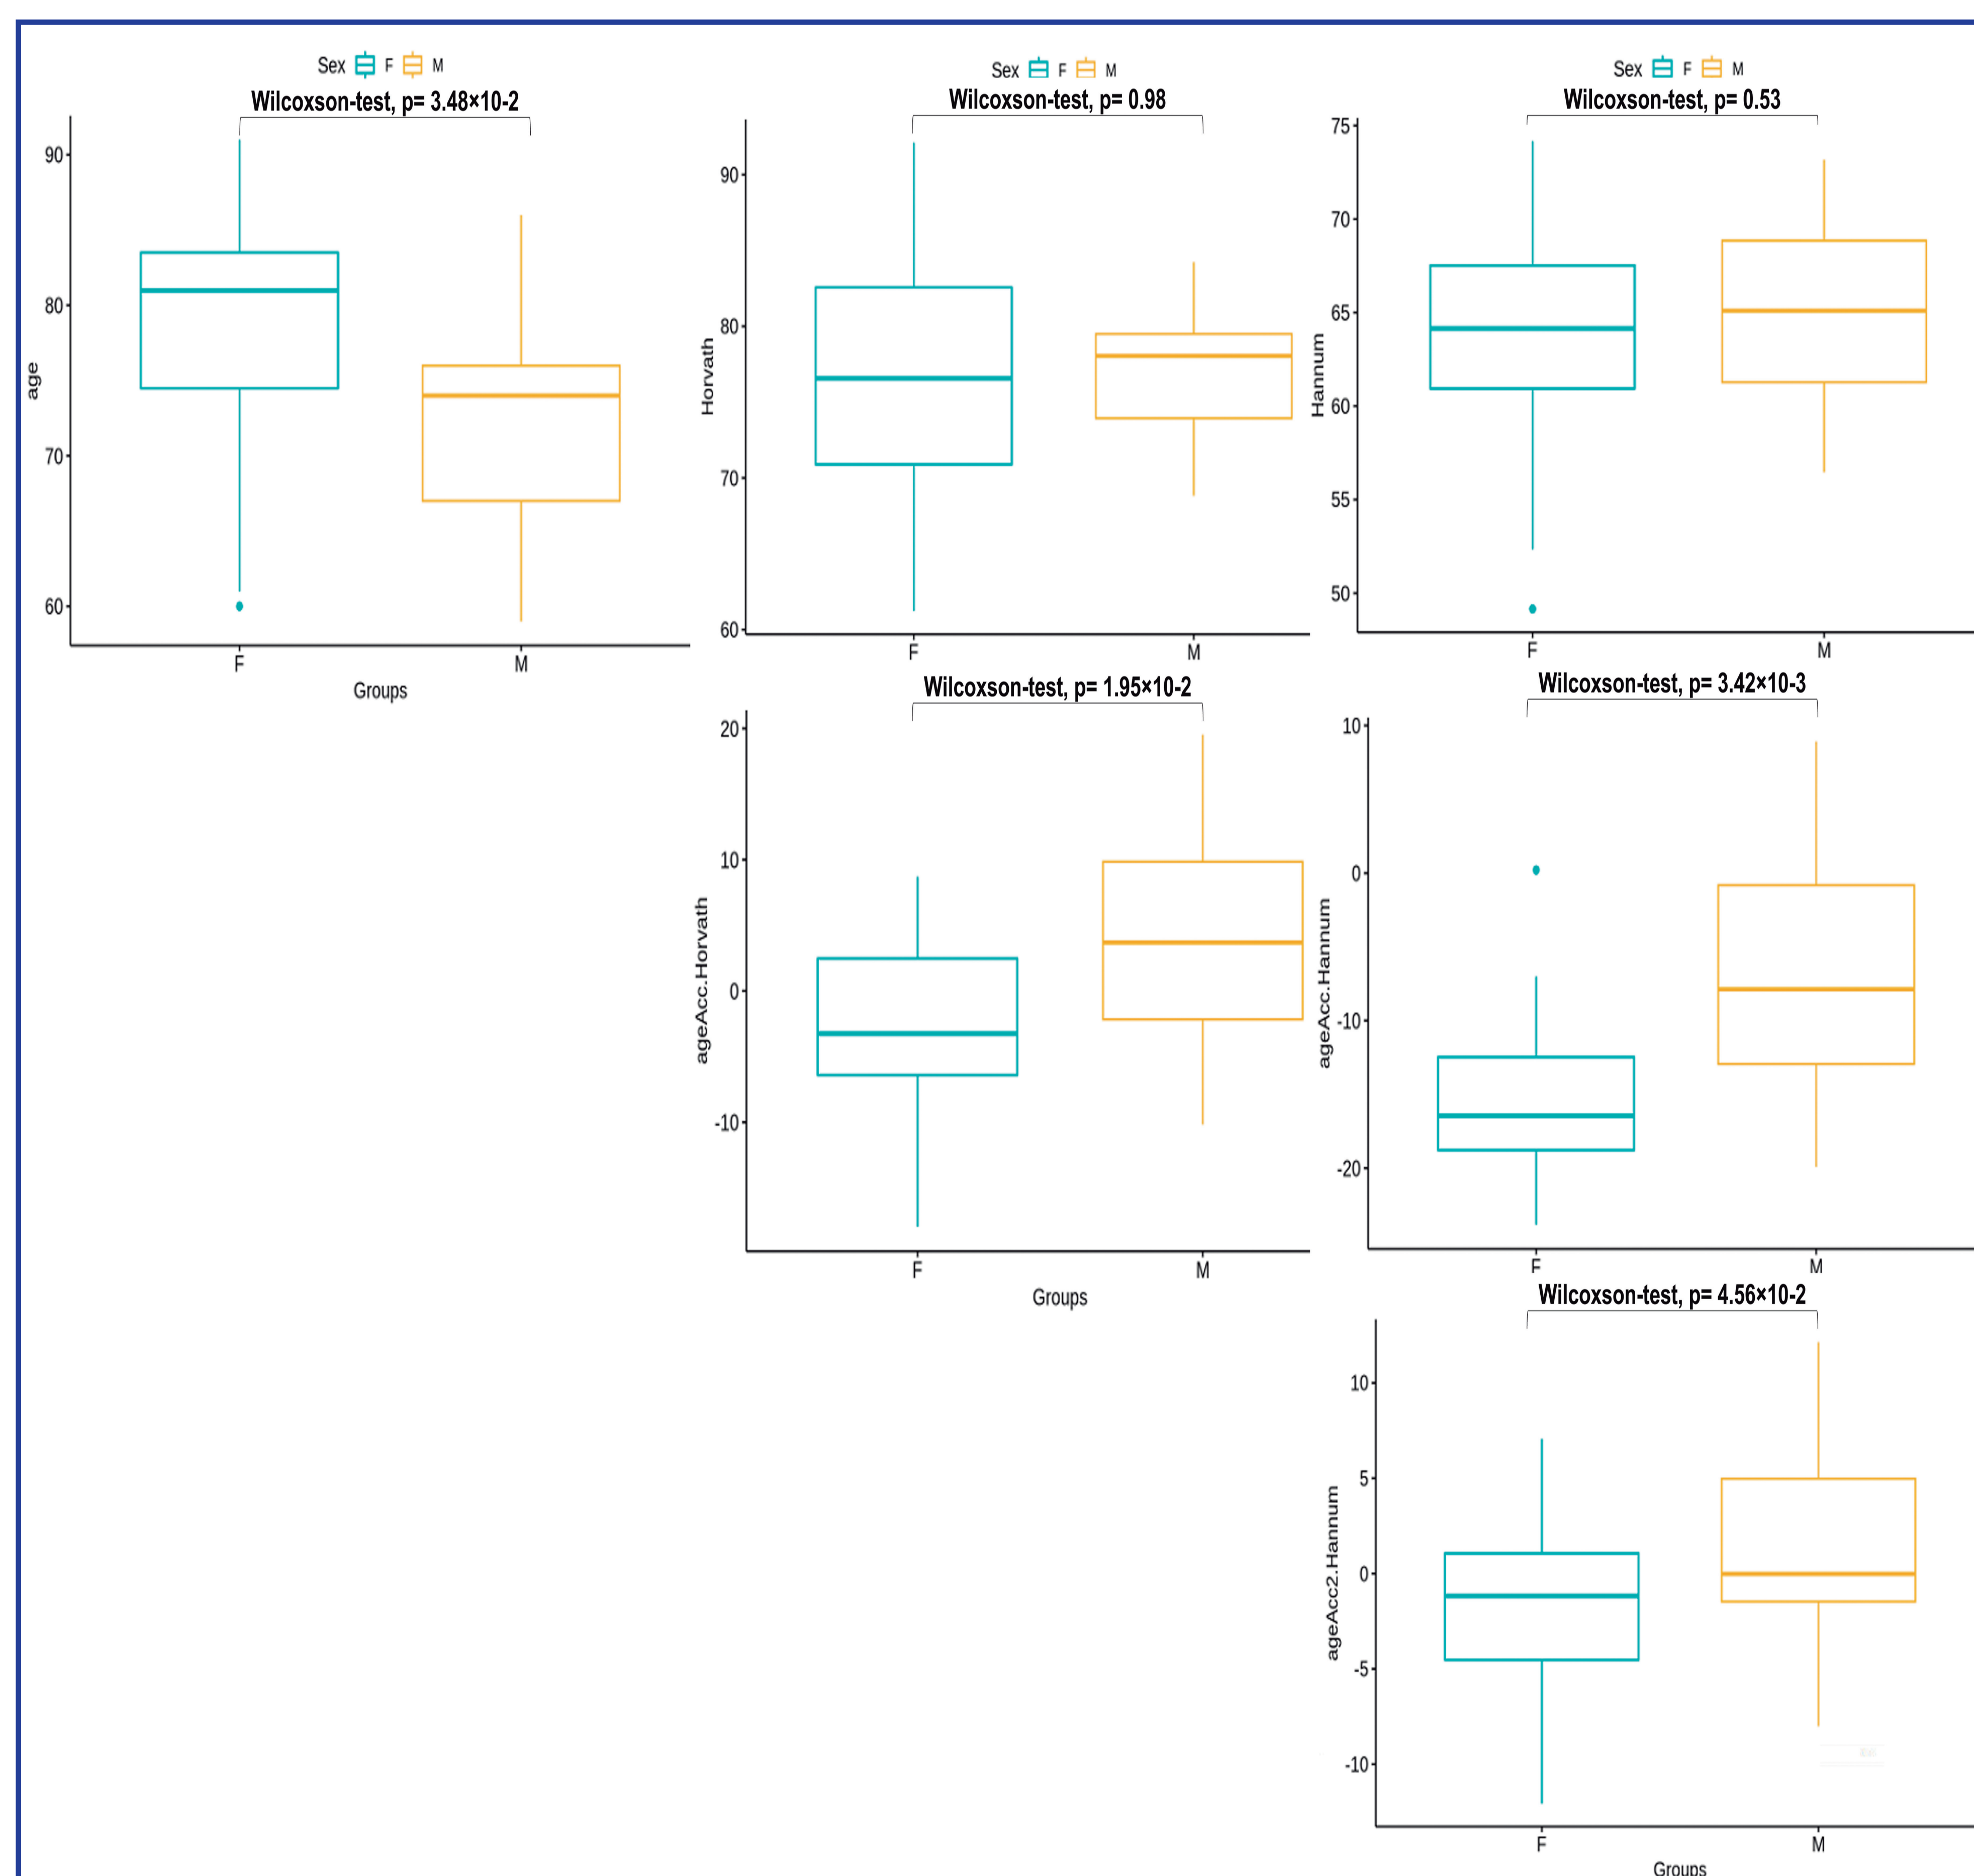 Sex F M
Wilcoxson-test, p= 3.48×10-2
90
80
70
60
age
F M
Groups
Sex F M
Wilcoxson-test, p= 0.98
90
80
70
60
Horvath
F M
Sex F M
Wilcoxson-test, p= 0.53
75
70
65
60
55
50
Hannum
F M
Wilcoxson-test, p= 1.95×10-2
20
10
0
-10
ageAcc.Horvath
F M
Groups
Wilcoxson-test, p= 3.42×10-3
10
0
-10
-20
ageAcc.Hannum
F M
Wilcoxson-test, p= 4.56×10-2
10
5
0
-5
-10
ageAcc2.Hannum
F M
Groups